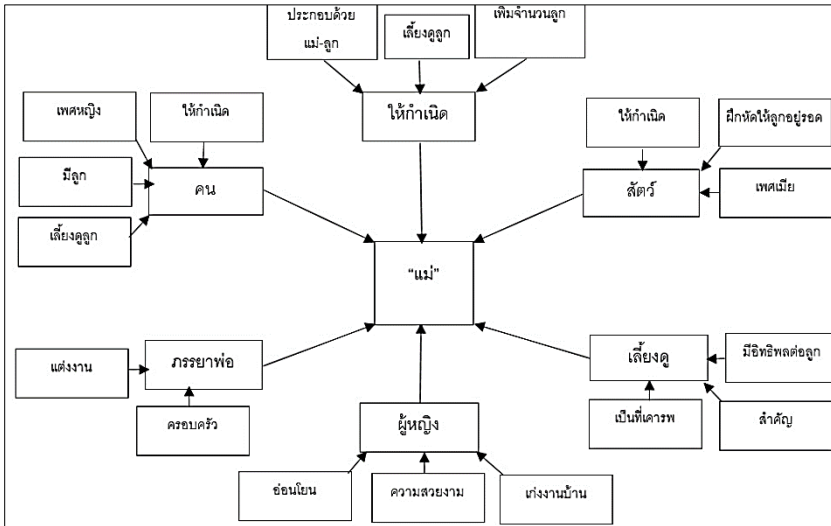 ประกอบด้วย
แม่-ลูก
เลี้ยงดูลูก
เพิ่มจำนวนลูก
ให้กำเนิด
เพศหญิง
ให้กำเนิด
มีลูก
คน
เลี้ยงดูลูก
ให้กำเนิด
ฝึกหัดให้ลูกอยู่รอด
สัตว์
เพศเมีย
“แม่”
แต่งงาน
ภรรยาพ่อ
ครอบครัว
เลี้ยงดู
มีอิทธิพลต่อลูก
เป็นที่เคารพ
สำคัญ
ผู้หญิง
อ่อนโยน
ความสวยงาม
เก่งงานบ้าน